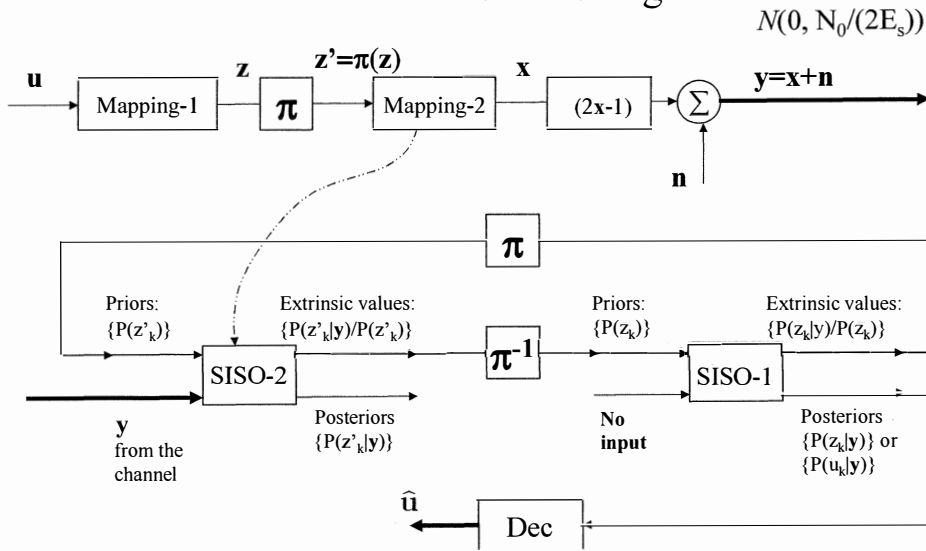 N(0, N₀/(2Eₛ))
u
Mapping-1
z
π
z'=π(z)
Mapping-2
x
(2x-1)
Σ
y=x+n
n
π
Priors:
{P(z'ₖ)}
Extrinsic values:
{P(z'ₖ|y)/P(z'ₖ)}
Priors:
{P(zₖ)}
Extrinsic values:
{P(zₖ|y)/P(zₖ)}
SISO-2
π⁻¹
SISO-1
y
from the
channel
Posteriors
{P(z'ₖ|y)}
No
input
Posteriors
{P(zₖ|y)} or
{P(uₖ|y)}
û
Dec